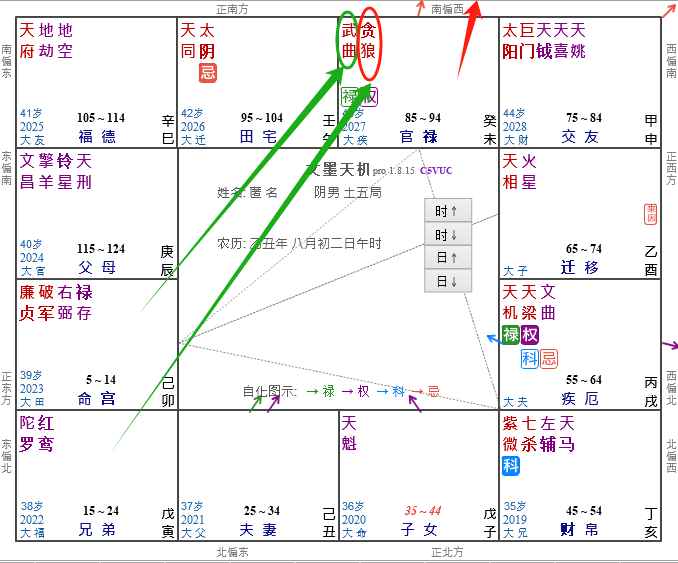 正南方
南偏西
南偏东
天地地
府劫空
41岁
2025
大友
105~114
福德
辛巳
天太
同阴
忌
42岁
2026
大迁
95~104
田宅
壬午
武贪
曲狼
禄权
2027
大疾
85~94
官禄
癸未
太巨天天天
阳门钺喜姚
44岁
2028
大财
75~84
交友
甲申
西偏南
东偏南
文擎铃天
昌羊星刑
40岁
2024
大官
115~124
父母
庚辰
文墨天机 pro 1.8.15 C5VUC
姓名: 匿名 阴男 土五局
农历: 乙丑年 八月初二日午时
时↑
时↓
日↑
日↓
自化图示: →禄 →权 →科 →忌
天火
相星
来因
大子
65~74
迁移
乙酉
正西方
正东方
廉破右禄
贞军弼存
39岁
2023
大田
5~14
命宫
己卯
天天文
机梁曲
禄权
科忌
大夫
55~64
疾厄
丙戌
西偏北
东偏北
陀红
罗鸾
38岁
2022
大福
15~24
兄弟
戊寅
37岁
2021
大父
25~34
夫妻
己丑
天
魁
36岁
2020
大命
35~44
子女
戊子
紫七左天
微杀辅马
科
35岁
2019
大兄
45~54
财帛
丁亥
北偏西
北偏东
正北方